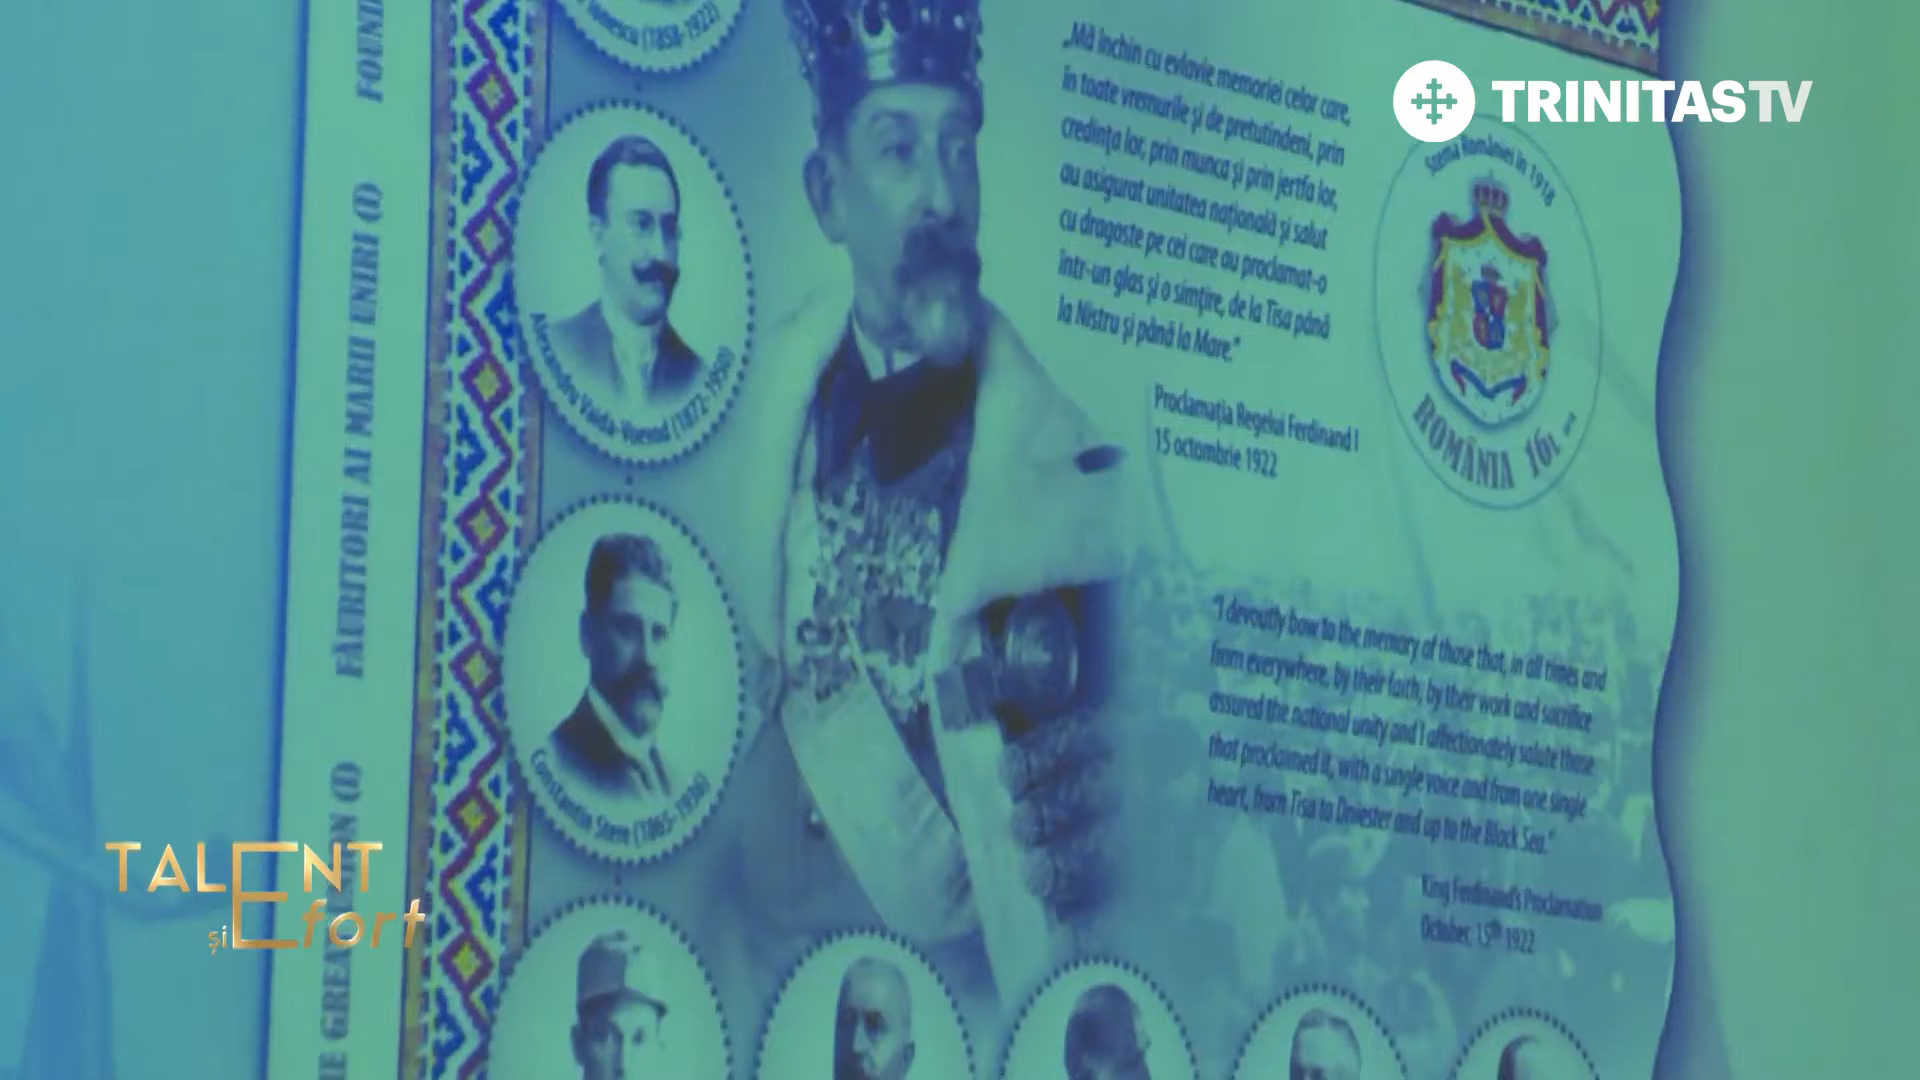 TRINITASTV
FOUND
FĂURITORI AI MARII UNIRI (I)
HE GREA
N (I)
Ionescu (1858-1922)
Alexandru Vaida-Voevod (1872-1950)
Constantin Stere (1865-1936)
„Mă închin cu evlavie memoriei celor care,
în toate vremurile și de pretutindeni, prin
credința lor, prin munca și prin jertfa lor,
au asigurat unitatea națională și salut
cu dragoste pe cei care au proclamat-o
într-un glas și o simțire, de la Tisa până
la Nistru și până la Mare."
Proclamația Regelui Ferdinand I
15 octombrie 1922
Stema României în 1918
ROMÂNIA 16L
"I devoutly bow to the memory of those that, in all times and
from everywhere, by their faith, by their work and sacrifice
assured the national unity and I affectionately salute those
that proclaimed it, with a single voice and from one single
heart, from Tisa to Dniester and up to the Black Sea."
King Ferdinand's Proclamation
October, 15th 1922
TALENT
și Efort